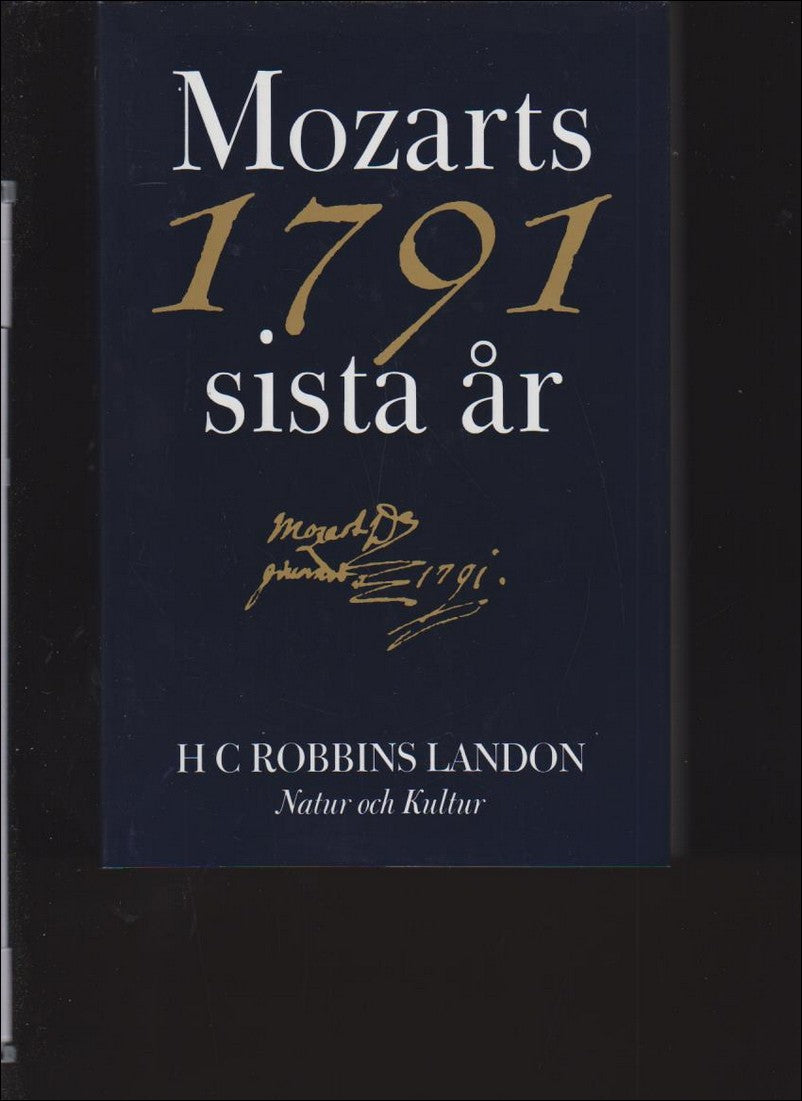 Mozarts
1791
sista år
Mozart
1791.
H C ROBBINS LANDON
Natur och Kultur